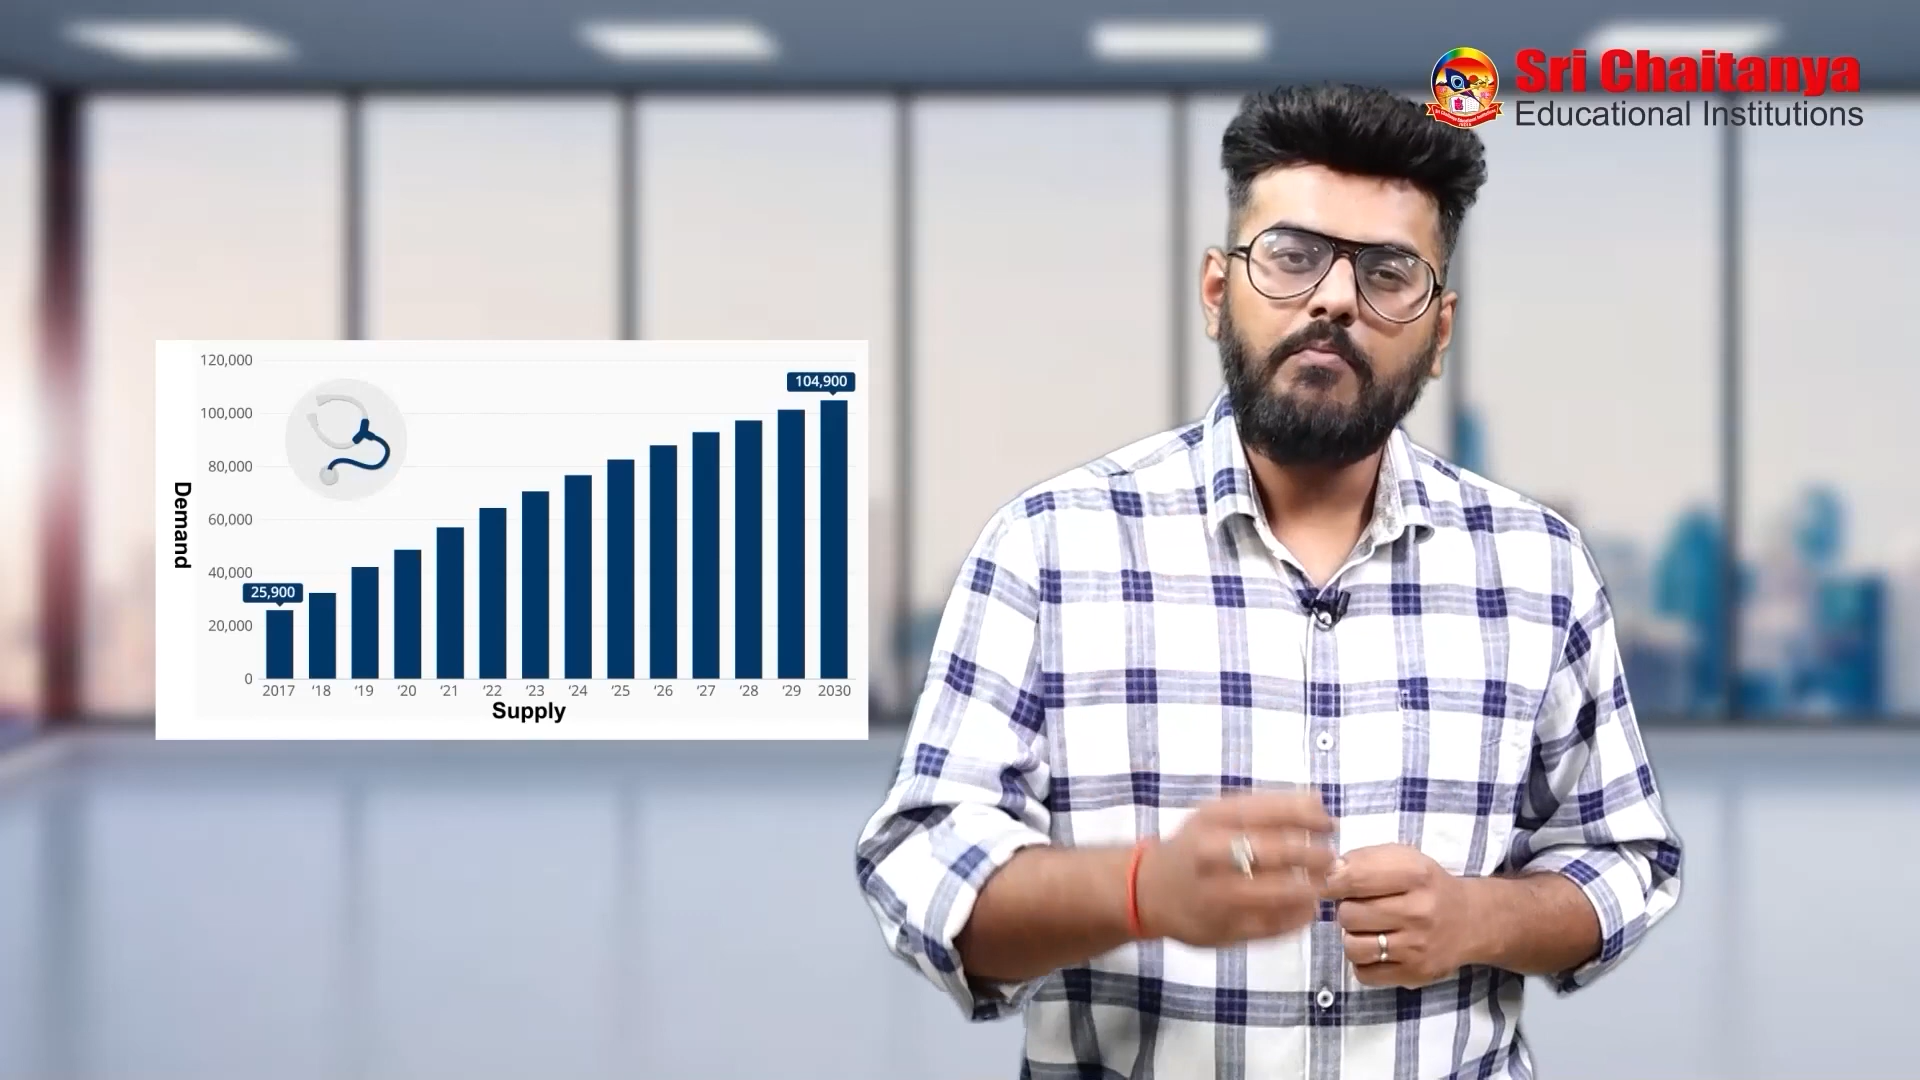 Sri Chaitanya
Educational Institutions
120,000
104,900
100,000
80,000
60,000
40,000
25,900
20,000
0
2017 '18 '19 '20 '21 '22 '23 '24 '25 '26 '27 '28 '29 2030
Demand
Supply